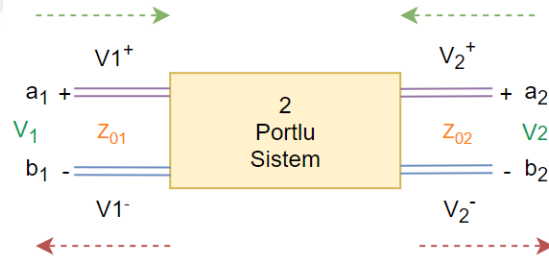 V1+
V2+
a1 +
+ a2
2
Portlu
Sistem
V1
Z01
Z02
V2
b1 -
- b2
V1-
V2-